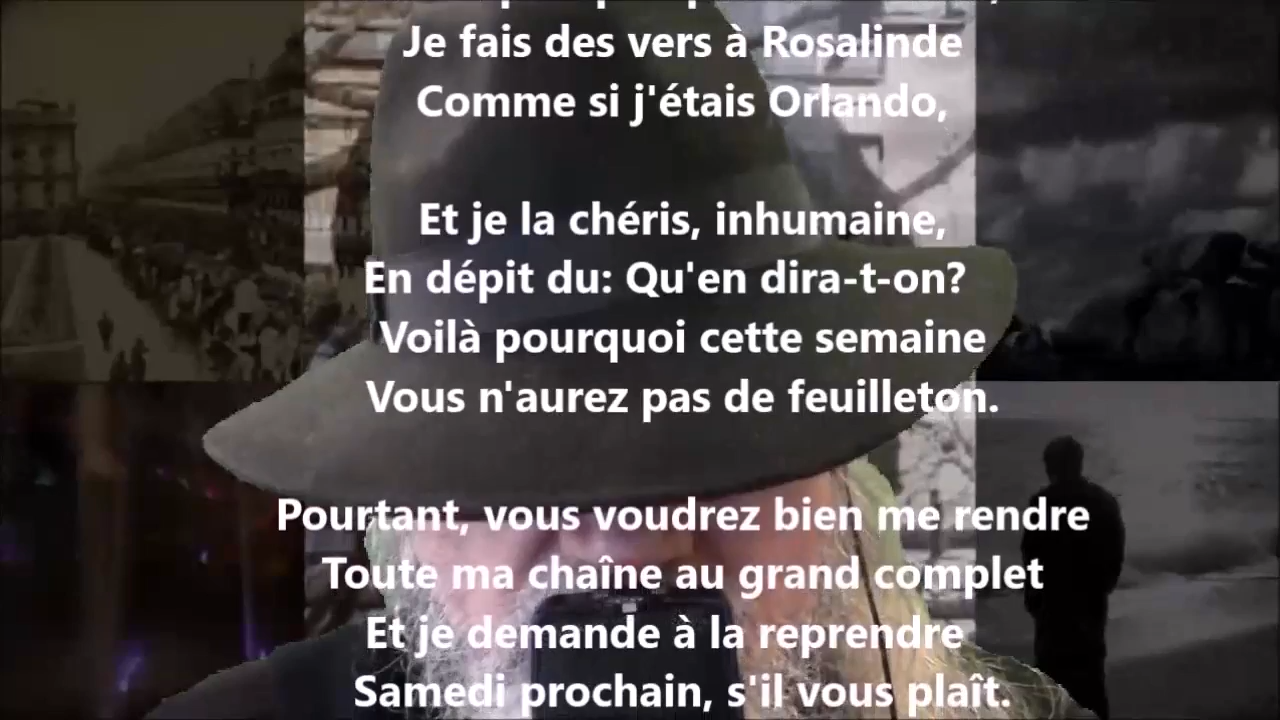 Je fais des vers à Rosalinde
Comme si j'étais Orlando,
Et je la chéris, inhumaine,
En dépit du: Qu'en dira-t-on?
Voilà pourquoi cette semaine
Vous n'aurez pas de feuilleton.
Pourtant, vous voudrez bien me rendre
Toute ma chaîne au grand complet
Et je demande à la reprendre
Samedi prochain, s'il vous plaît.